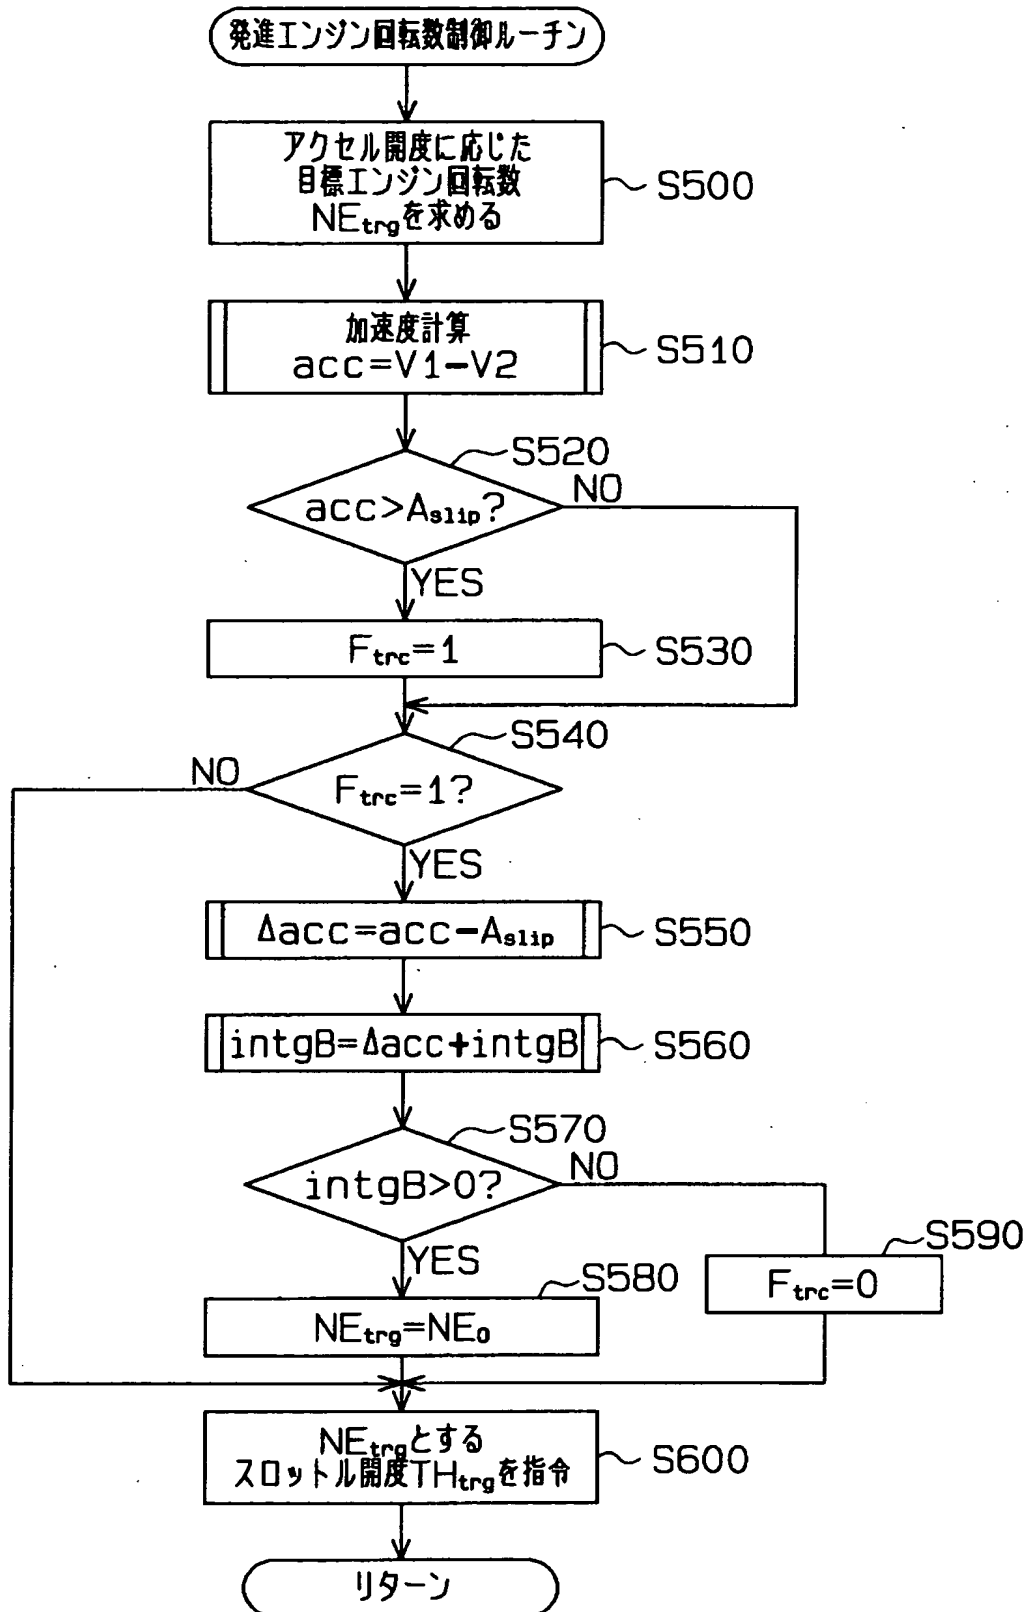 発進エンジン回転数制御ルーチン
アクセル開度に応じた
目標エンジン回転数
NEtrgを求める
S500
加速度計算
acc=V1-V2
S510
S520
acc>Aslip?
NO
YES
Ftrc=1
S530
S540
NO
Ftrc=1?
YES
Δacc=acc-Aslip
S550
intgB=Δacc+intgB
S560
S570
intgB>0?
NO
YES
S590
Ftrc=0
S580
NEtrg=NE0
NEtrgとする
スロットル開度THtrgを指令
S600
リターン